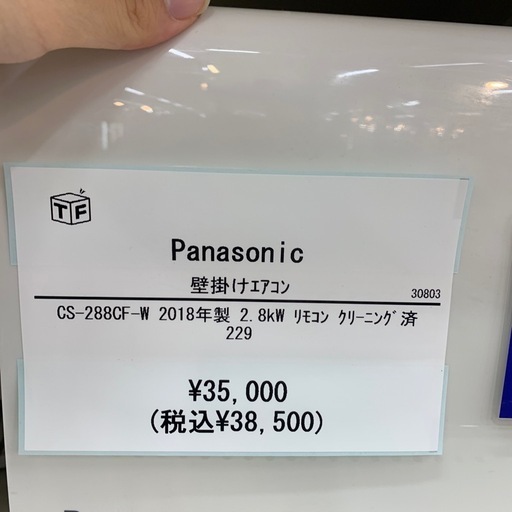 TF
Panasonic
壁掛けｴｱｺﾝ
30803
CS-288CF-W 2018年製 2.8kW ﾘﾓｺﾝ ｸﾘｰﾆﾝｸﾞ済
229
¥35,000
(税込¥38,500)